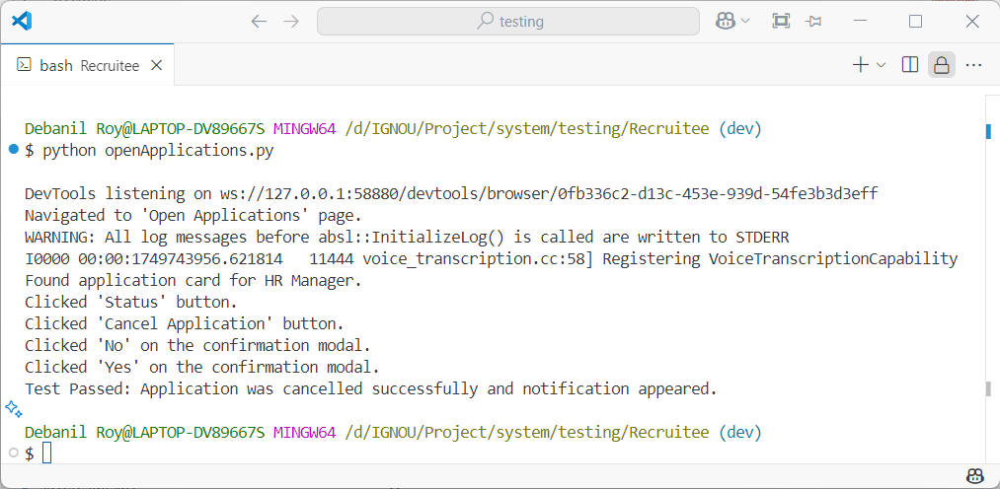 testing
bash Recruitee
Debanil Roy@LAPTOP-DV89667S MINGW64 /d/IGNOU/Project/system/testing/Recruitee (dev)
$ python openApplications.py
DevTools listening on ws://127.0.0.1:58880/devtools/browser/0fb336c2-d13c-453e-939d-54fe3b3d3eff
Navigated to 'Open Applications' page.
WARNING: All log messages before absl::InitializeLog() is called are written to STDERR
I0000 00:00:1749743956.621814   11444 voice_transcription.cc:58] Registering VoiceTranscriptionCapability
Found application card for HR Manager.
Clicked 'Status' button.
Clicked 'Cancel Application' button.
Clicked 'No' on the confirmation modal.
Clicked 'Yes' on the confirmation modal.
Test Passed: Application was cancelled successfully and notification appeared.
Debanil Roy@LAPTOP-DV89667S MINGW64 /d/IGNOU/Project/system/testing/Recruitee (dev)
$